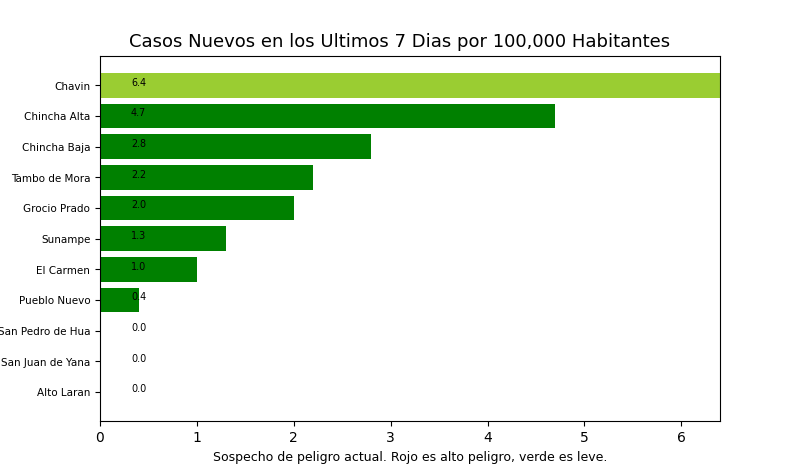 Casos Nuevos en los Ultimos 7 Dias por 100,000 Habitantes
Chavin 6.4
Chincha Alta 4.7
Chincha Baja 2.8
Tambo de Mora 2.2
Grocio Prado 2.0
Sunampe 1.3
El Carmen 1.0
Pueblo Nuevo 0.4
San Pedro de Hua 0.0
San Juan de Yana 0.0
Alto Laran 0.0
0 1 2 3 4 5 6
Sospecho de peligro actual. Rojo es alto peligro, verde es leve.